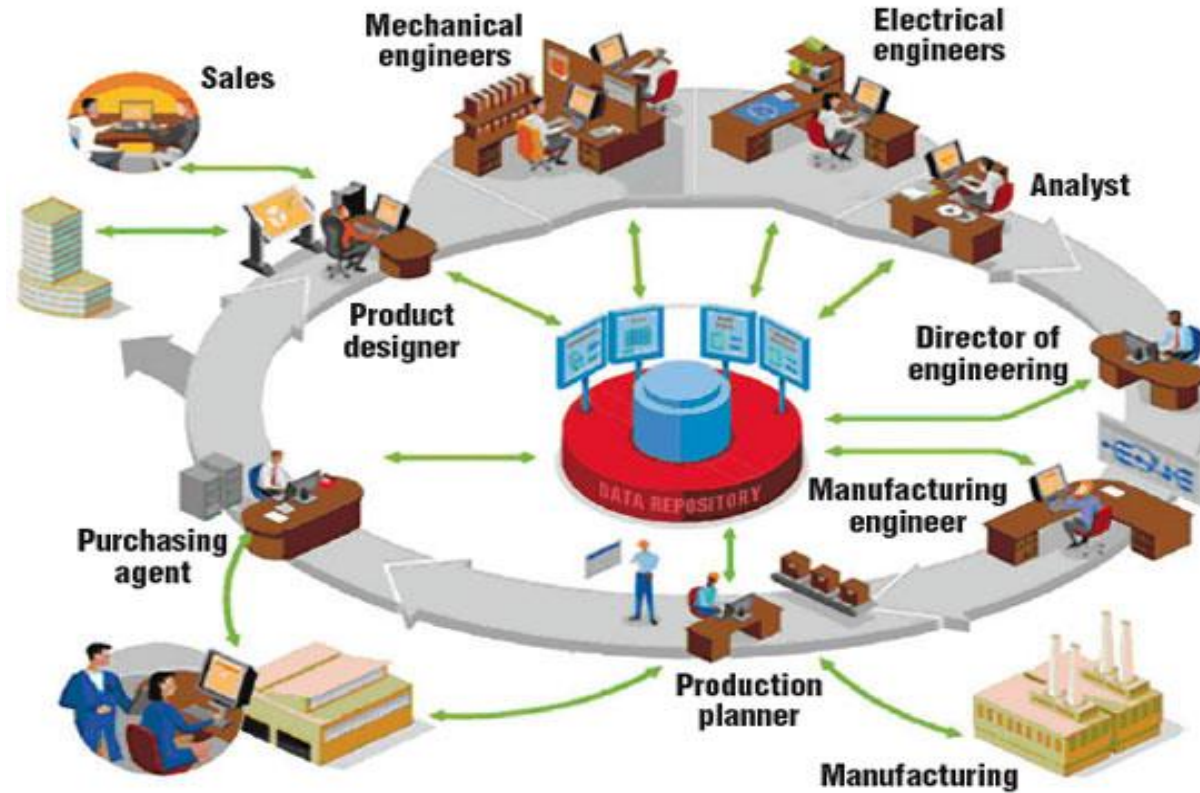 Mechanical
engineers
Electrical
engineers
Sales
Analyst
Product
designer
Director of
engineering
DATA REPOSITORY
Manufacturing
engineer
Purchasing
agent
Production
planner
Manufacturing